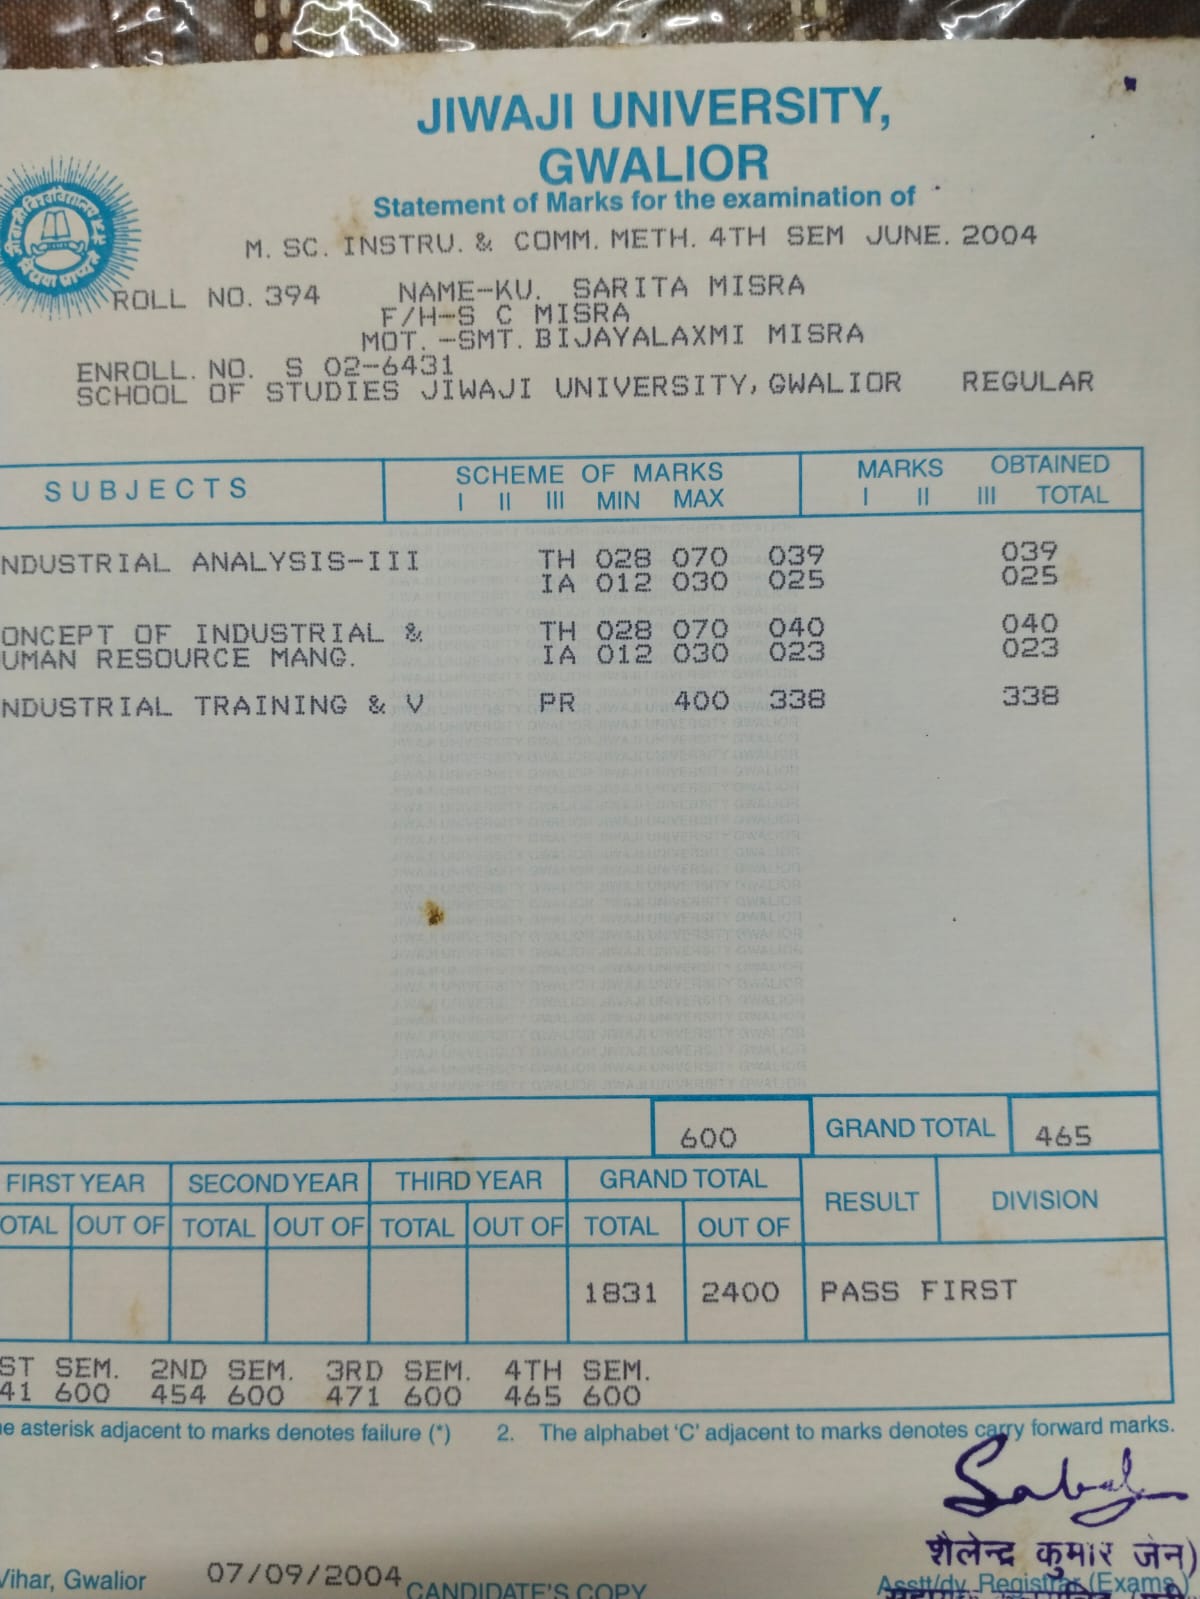 JIWAJI UNIVERSITY,
GWALIOR
Statement of Marks for the examination of
M. SC. INSTRU. & COMM. METH. 4TH SEM JUNE. 2004
ROLL NO. 394 NAME-KU. SARITA MISRA
F/H-S C MISRA
MOT. -SMT. BIJAYALAXMI MISRA
ENROLL. NO. S 02-6431
SCHOOL OF STUDIES JIWAJI UNIVERSITY, GWALIOR REGULAR
SUBJECTS SCHEME OF MARKS MARKS OBTAINED
I II III MIN MAX I II III TOTAL
NDUSTRIAL ANALYSIS-III TH 028 070 039 039
IA 012 030 025 025
ONCEPT OF INDUSTRIAL & TH 028 070 040 040
UMAN RESOURCE MANG. IA 012 030 023 023
NDUSTRIAL TRAINING & V PR 400 338 338
600 GRAND TOTAL 465
FIRST YEAR SECOND YEAR THIRD YEAR GRAND TOTAL RESULT DIVISION
OTAL OUT OF TOTAL OUT OF TOTAL OUT OF TOTAL OUT OF
1831 2400 PASS FIRST
ST SEM. 2ND SEM. 3RD SEM. 4TH SEM.
41 600 454 600 471 600 465 600
e asterisk adjacent to marks denotes failure (*) 2. The alphabet 'C' adjacent to marks denotes carry forward marks.
शैलेन्द्र कुमार जैन)
Vihar, Gwalior 07/09/2004 CANDIDATE'S COPY Asstt/dy. Registrar (Exams.)